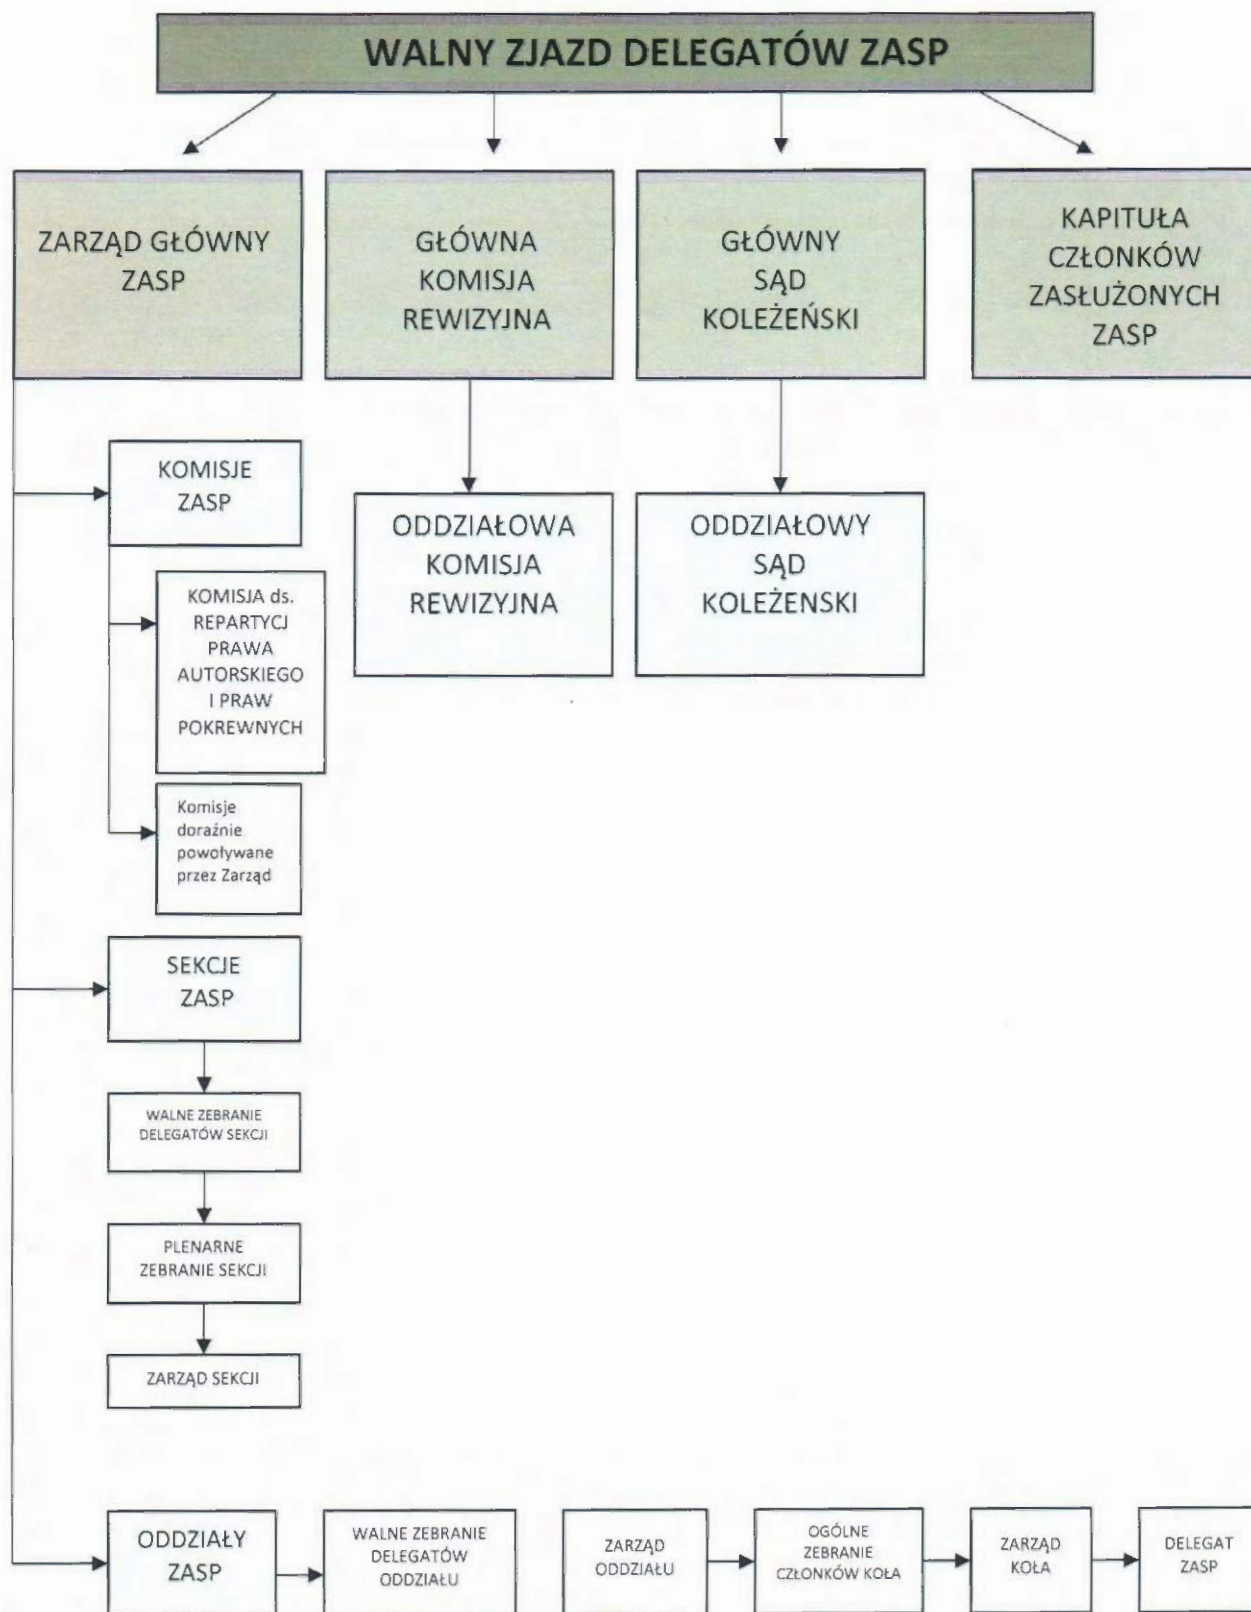 WALNY ZJAZD DELEGATÓW ZASP
ZARZĄD GŁÓWNY
ZASP
GŁÓWNA
KOMISJA
REWIZYJNA
GŁÓWNY
SĄD
KOLEŻEŃSKI
KAPITUŁA
CZŁONKÓW
ZASŁUŻONYCH
ZASP
KOMISJE
ZASP
ODDZIAŁOWA
KOMISJA
REWIZYJNA
ODDZIAŁOWY
SĄD
KOLEŻENSKI
KOMISJA ds.
REPARTYCJ
PRAWA
AUTORSKIEGO
I PRAW
POKREWNYCH
Komisje
doraźnie
powoływane
przez Zarząd
SEKCJE
ZASP
WALNE ZEBRANIE
DELEGATÓW SEKCJI
PLENARNE
ZEBRANIE SEKCJI
ZARZĄD SEKCJI
ODDZIAŁY
ZASP
WALNE ZEBRANIE
DELEGATÓW
ODDZIAŁU
ZARZĄD
ODDZIAŁU
OGÓLNE
ZEBRANIE
CZŁONKÓW KOŁA
ZARZĄD
KOŁA
DELEGAT
ZASP